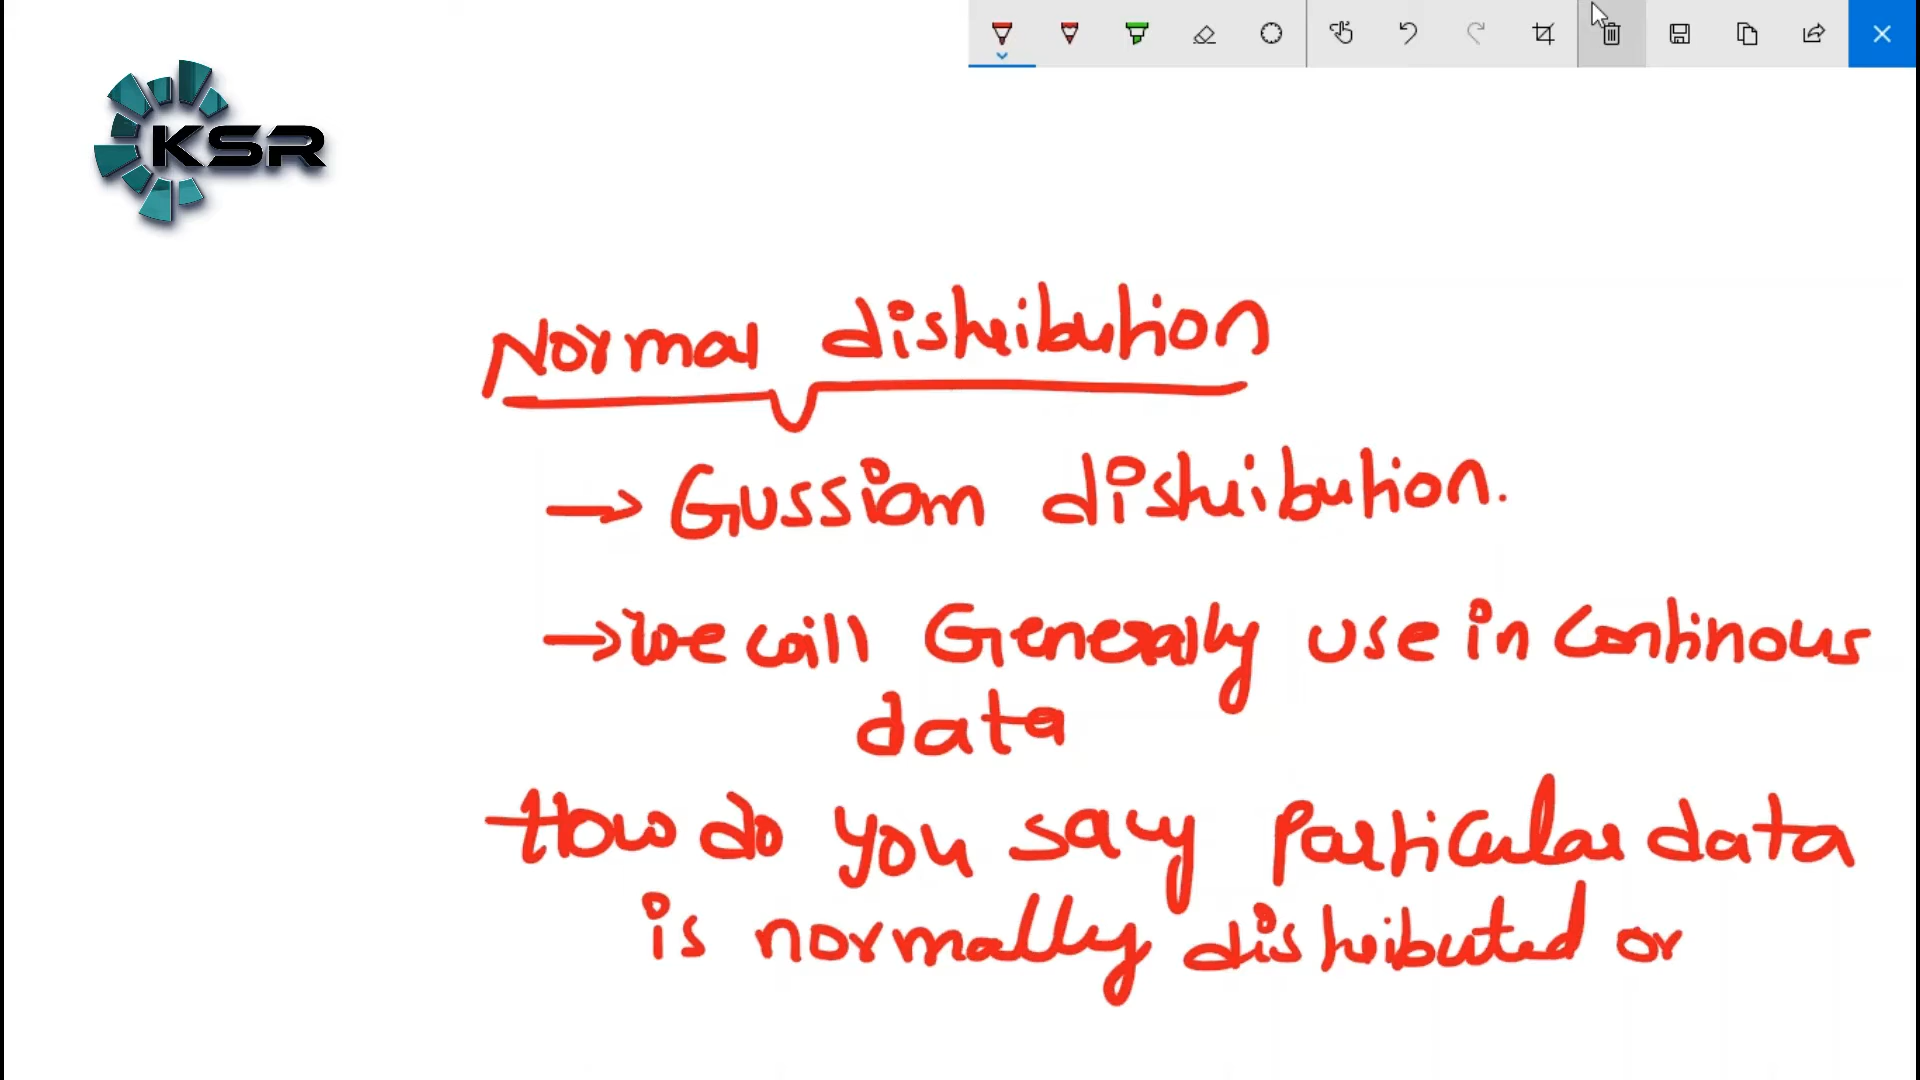 KSR
Normal distribution
→ Gussian distribution.
→ We will Generally use in Continous
data
How do you say particular data
is normally distributed or